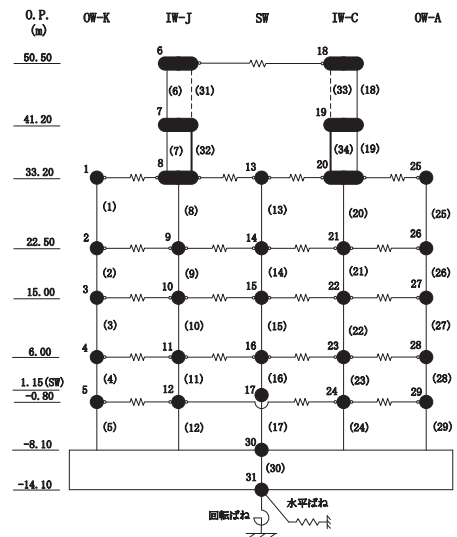 O.P.
(m)
OW-K IW-J SW IW-C OW-A
50.50 6 18
(6) (31) (33) (18)
41.20 7 19
(7) (32) (34) (19)
33.20 1 8 13 20 25
(1) (8) (13) (20) (25)
22.50 2 9 14 21 26
(2) (9) (14) (21) (26)
15.00 3 10 15 22 27
(3) (10) (15) (22) (27)
6.00 4 11 16 23 28
(4) (11) (16) (23) (28)
1.15(SW) 17
-0.80 5 12 24 29
(5) (12) (17) (24) (29)
-8.10 30
(30)
-14.10 31
回転ばね 水平ばね